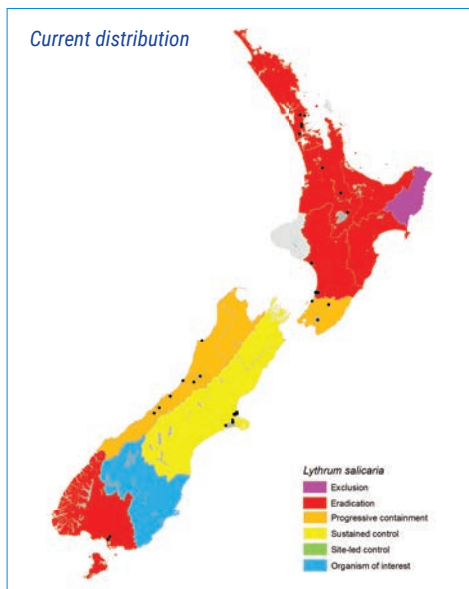 Current distribution
Lythrum salicaria
Exclusion
Eradication
Progressive containment
Sustained control
Site-led control
Organism of interest